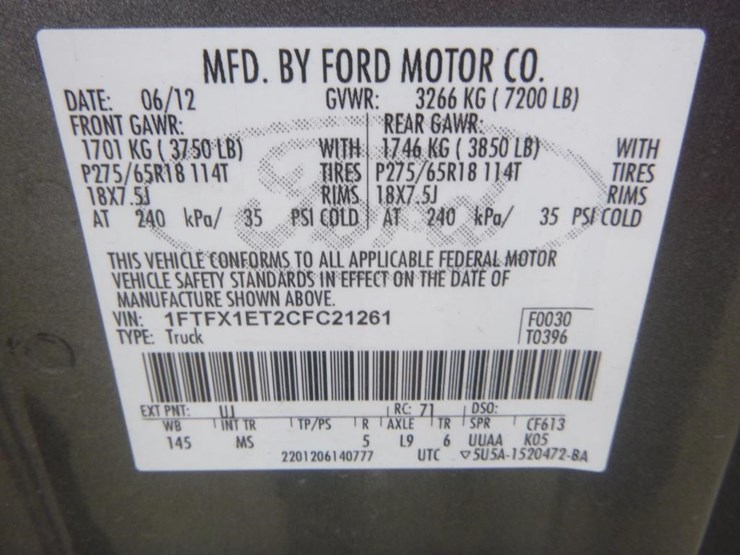 MFD. BY FORD MOTOR CO.
DATE: 06/12 GVWR: 3266 KG ( 7200 LB)
FRONT GAWR: REAR GAWR:
1701 KG ( 3750 LB) WITH 1746 KG ( 3850 LB) WITH
P275/65R18 114T TIRES P275/65R18 114T TIRES
18X7.5J RIMS 18X7.5J RIMS
AT 240 kPa/ 35 PSI COLD AT 240 kPa/ 35 PSI COLD
Ford
THIS VEHICLE CONFORMS TO ALL APPLICABLE FEDERAL MOTOR
VEHICLE SAFETY STANDARDS IN EFFECT ON THE DATE OF
MANUFACTURE SHOWN ABOVE.
VIN: 1FTFX1ET2CFC21261 F0030
TYPE: Truck T0396
EXT PNT: UJ RC: 71 DSO:
WB INT TR TP/PS R AXLE TR SPR CF613
145 MS 5 L9 6 UUAA K05
2201206140777 UTC ▽5U5A-1520472-BA